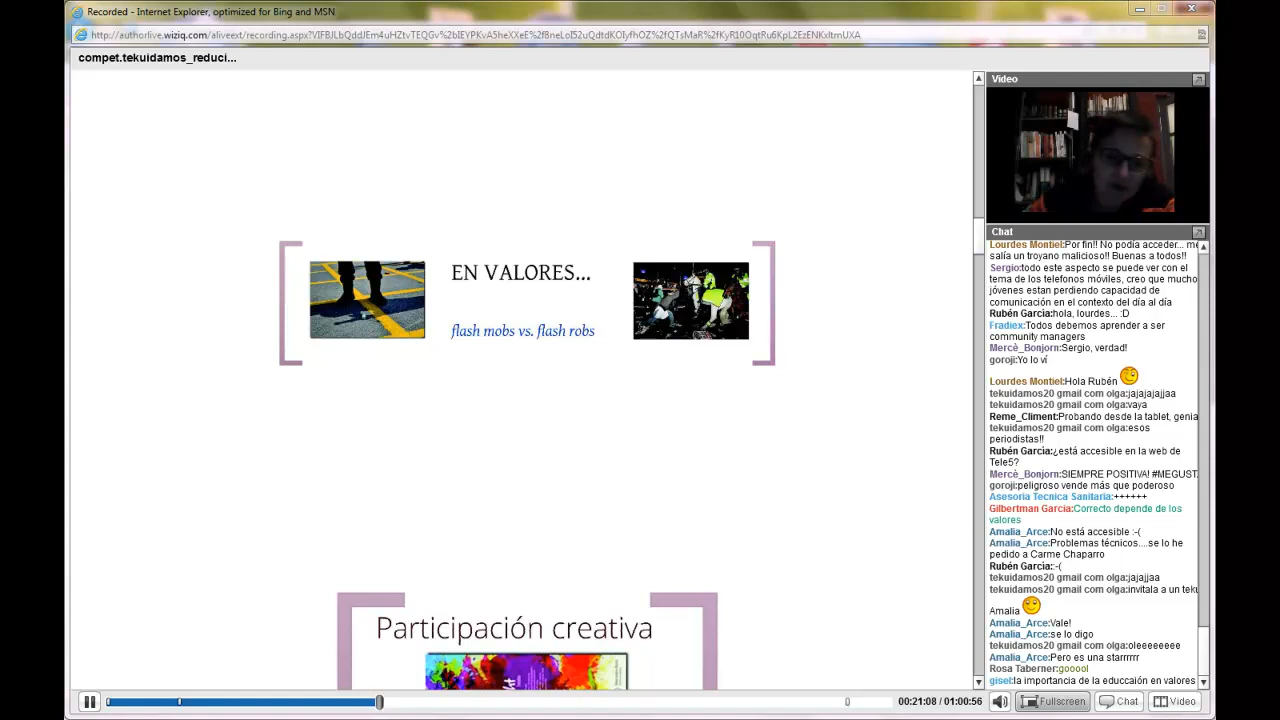 Recorded - Internet Explorer, optimized for Bing and MSN
compet.tekuidamos_reduci...
EN VALORES...
flash mobs vs. flash robs
Participación creativa
Video
Chat
Lourdes Montiel:Por fin!! No podía acceder... me
salía un troyano malicioso!! Buenas a todos!!
Sergio:todo este aspecto se puede ver con el
tema de los telefonos móviles, creo que mucho
jóvenes estan perdiendo capacidad de
comunicación en el contexto del día al día
Rubén García:hola, lourdes... :D
Fradiex:Todos debemos aprender a ser
community managers
Mercè_Bonjorn:Sergio, verdad!
goroji:Yo lo ví
Lourdes Montiel:Hola Rubén
tekuidamos20 gmail com olga:jajajajajjaa
tekuidamos20 gmail com olga:vaya
Reme_Climent:Probando desde la tablet, genia
tekuidamos20 gmail com olga:esos
periodistas!!
Rubén García:¿está accesible en la web de
Tele5?
Mercè_Bonjorn:SIEMPRE POSITIVA! #MEGUST
goroji:peligroso vende más que poderoso
Asesoria Tecnica Sanitaria:++++++
Gilbertman Garcia:Correcto depende de los
valores
Amalia_Arce:No está accesible :-(
Amalia_Arce:Problemas técnicos....se lo he
pedido a Carme Chaparro
Rubén García::-(
tekuidamos20 gmail com olga:jajajjaa
tekuidamos20 gmail com olga:invitala a un teku
Amalia
Amalia_Arce:Vale!
Amalia_Arce:se lo digo
tekuidamos20 gmail com olga:oleeeeeeee
Amalia_Arce:Pero es una starrrrrr
Rosa Taberner:gooool
gisel:la importancia de la educcaión en valores
00:21:08 / 01:00:56
Fullscreen
Chat
Video